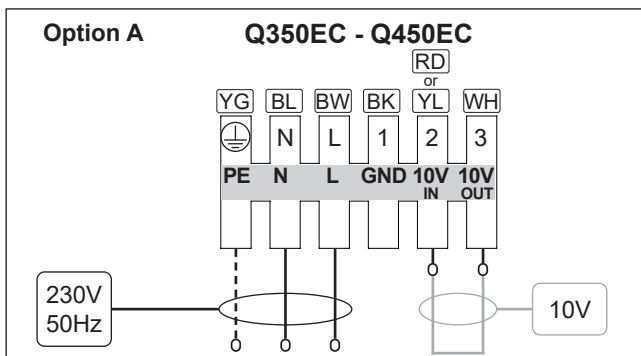 Option A Q350EC - Q450EC
RD
or
YG BL BW BK YL WH
N L 1 2 3
PE N L GND 10V 10V
IN OUT
230V
50Hz
10V